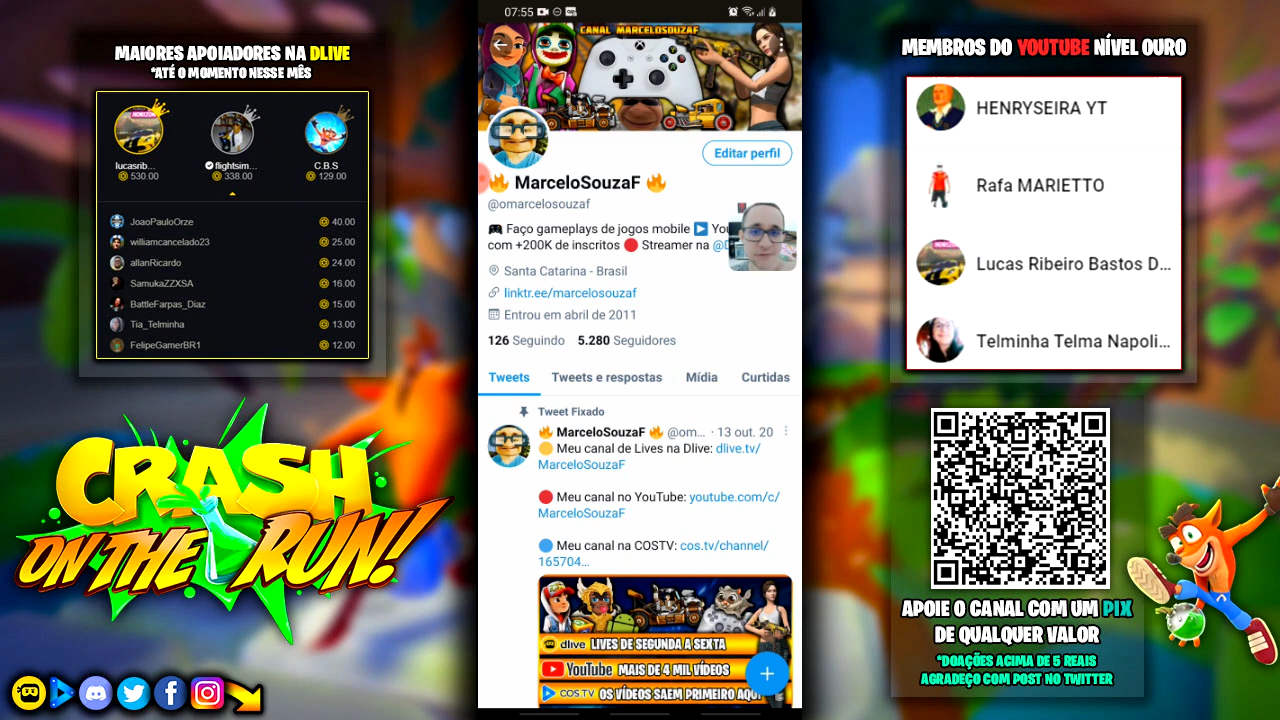 MAIORES APOIADORES NA DLIVE
*ATÉ O MOMENTO NESSE MÊS
HORIZON
lucasrib...
530.00
flightsim...
338.00
C.B.S
129.00
JoaoPauloOrze 40.00
williamcancelado23 25.00
allanRicardo 24.00
SamukaZZXSA 16.00
BattleFarpas_Diaz 15.00
Tia_Telminha 13.00
FelipeGamerBR1 12.00
CRASH
ON THE RUN!
07:55
CANAL MARCELOSOUZAF
Editar perfil
🔥 MarceloSouzaF 🔥
@omarcelosouzaf
🎮 Faço gameplays de jogos mobile ▶️ You
com +200K de inscritos 🔴 Streamer na @D
Santa Catarina - Brasil
linktr.ee/marcelosouzaf
Entrou em abril de 2011
126 Seguindo 5.280 Seguidores
Tweets Tweets e respostas Mídia Curtidas
Tweet Fixado
🔥 MarceloSouzaF 🔥 @om... · 13 out. 20
🟡 Meu canal de Lives na Dlive: dlive.tv/
MarceloSouzaF
🔴 Meu canal no YouTube: youtube.com/c/
MarceloSouzaF
🔵 Meu canal na COSTV: cos.tv/channel/
165704...
dlive LIVES DE SEGUNDA A SEXTA
YouTube MAIS DE 4 MIL VÍDEOS
COS.TV OS VÍDEOS SAEM PRIMEIRO AQUI
MEMBROS DO YOUTUBE NÍVEL OURO
HENRYSEIRA YT
Rafa MARIETTO
Lucas Ribeiro Bastos D...
Telminha Telma Napoli...
APOIE O CANAL COM UM PIX
DE QUALQUER VALOR
*DOAÇÕES ACIMA DE 5 REAIS
AGRADEÇO COM POST NO TWITTER